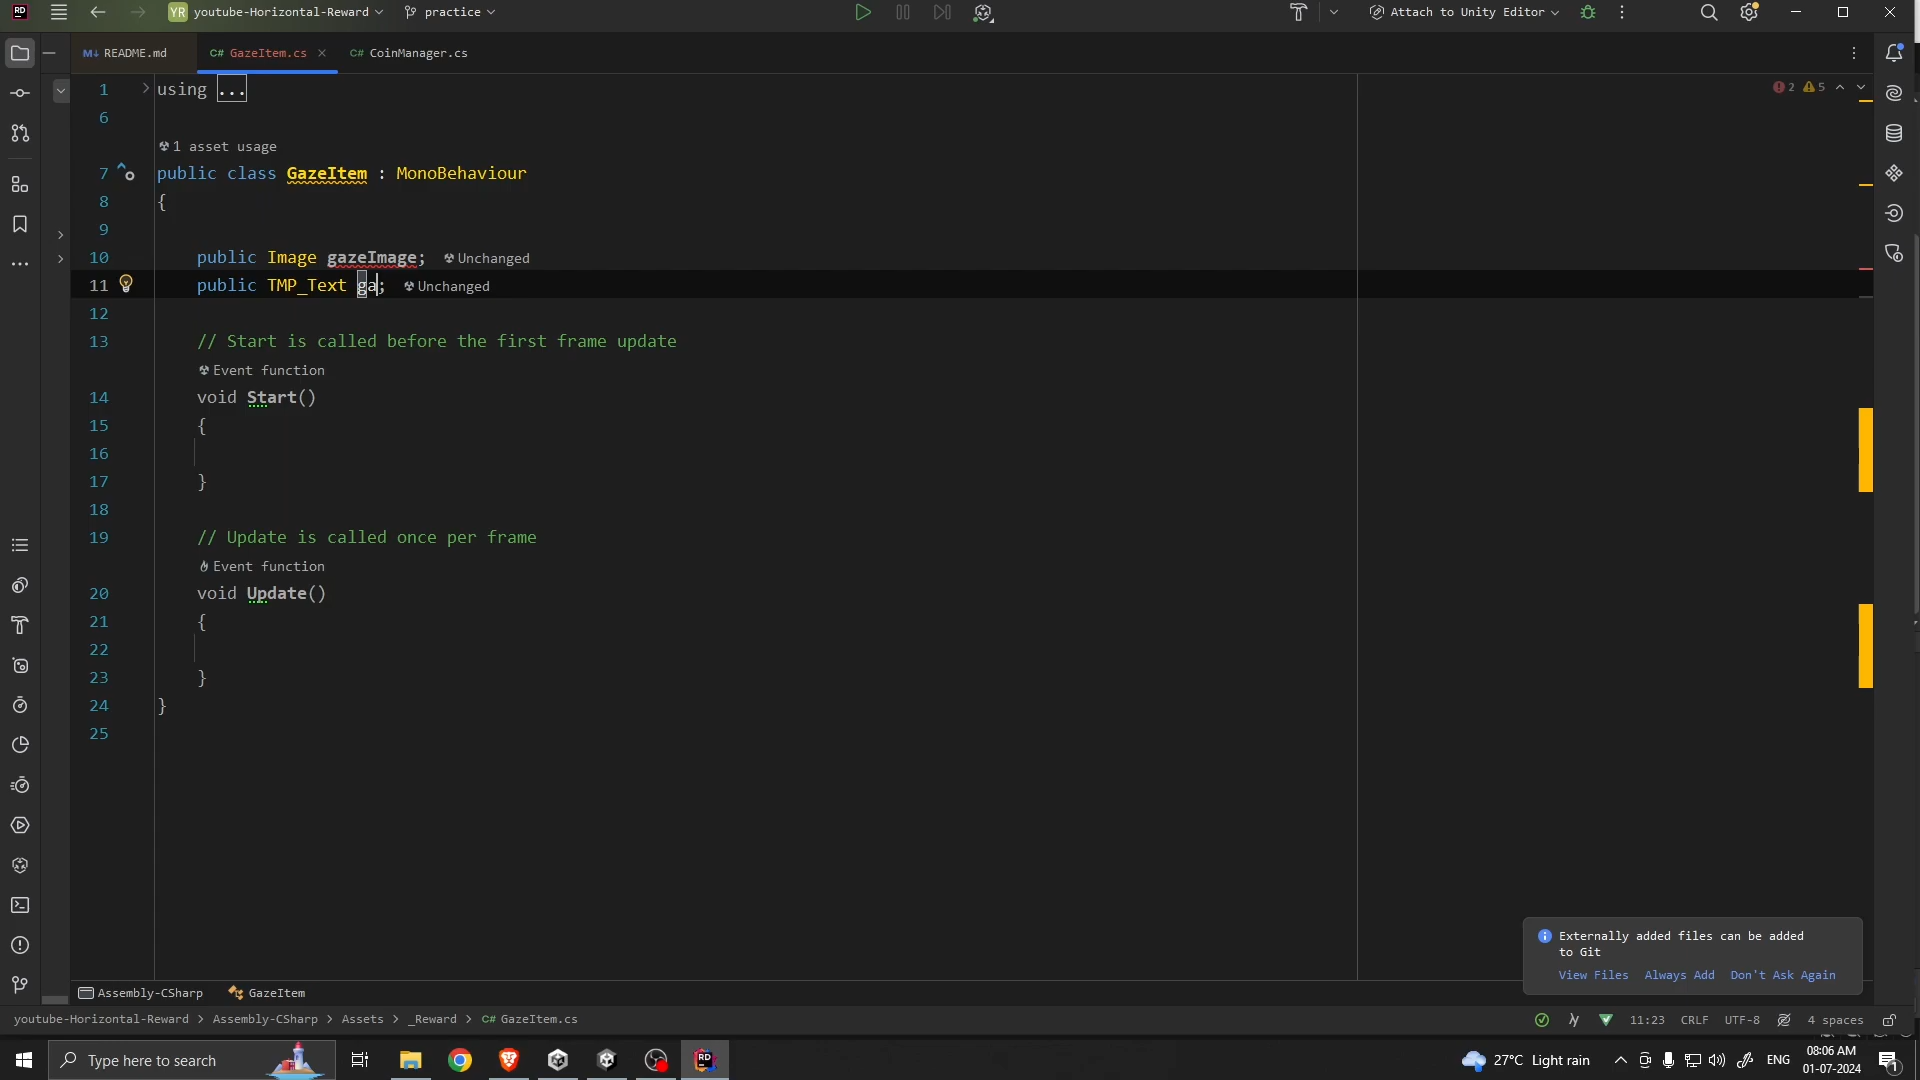 RD YR youtube-Horizontal-Reward practice Attach to Unity Editor
M↓ README.md C# GazeItem.cs C# CoinManager.cs
1 using ... 2 5
6
1 asset usage
7 public class GazeItem : MonoBehaviour
8 {
9
10 public Image gazeImage; Unchanged
11 public TMP_Text ga; Unchanged
12
13 // Start is called before the first frame update
Event function
14 void Start()
15 {
16
17 }
18
19 // Update is called once per frame
Event function
20 void Update()
21 {
22
23 }
24 }
25
Externally added files can be added
to Git
View Files Always Add Don't Ask Again
Assembly-CSharp GazeItem
youtube-Horizontal-Reward > Assembly-CSharp > Assets > _Reward > C# GazeItem.cs 11:23 CRLF UTF-8 4 spaces
Type here to search RD 27°C Light rain ENG 08:06 AM
01-07-2024 1